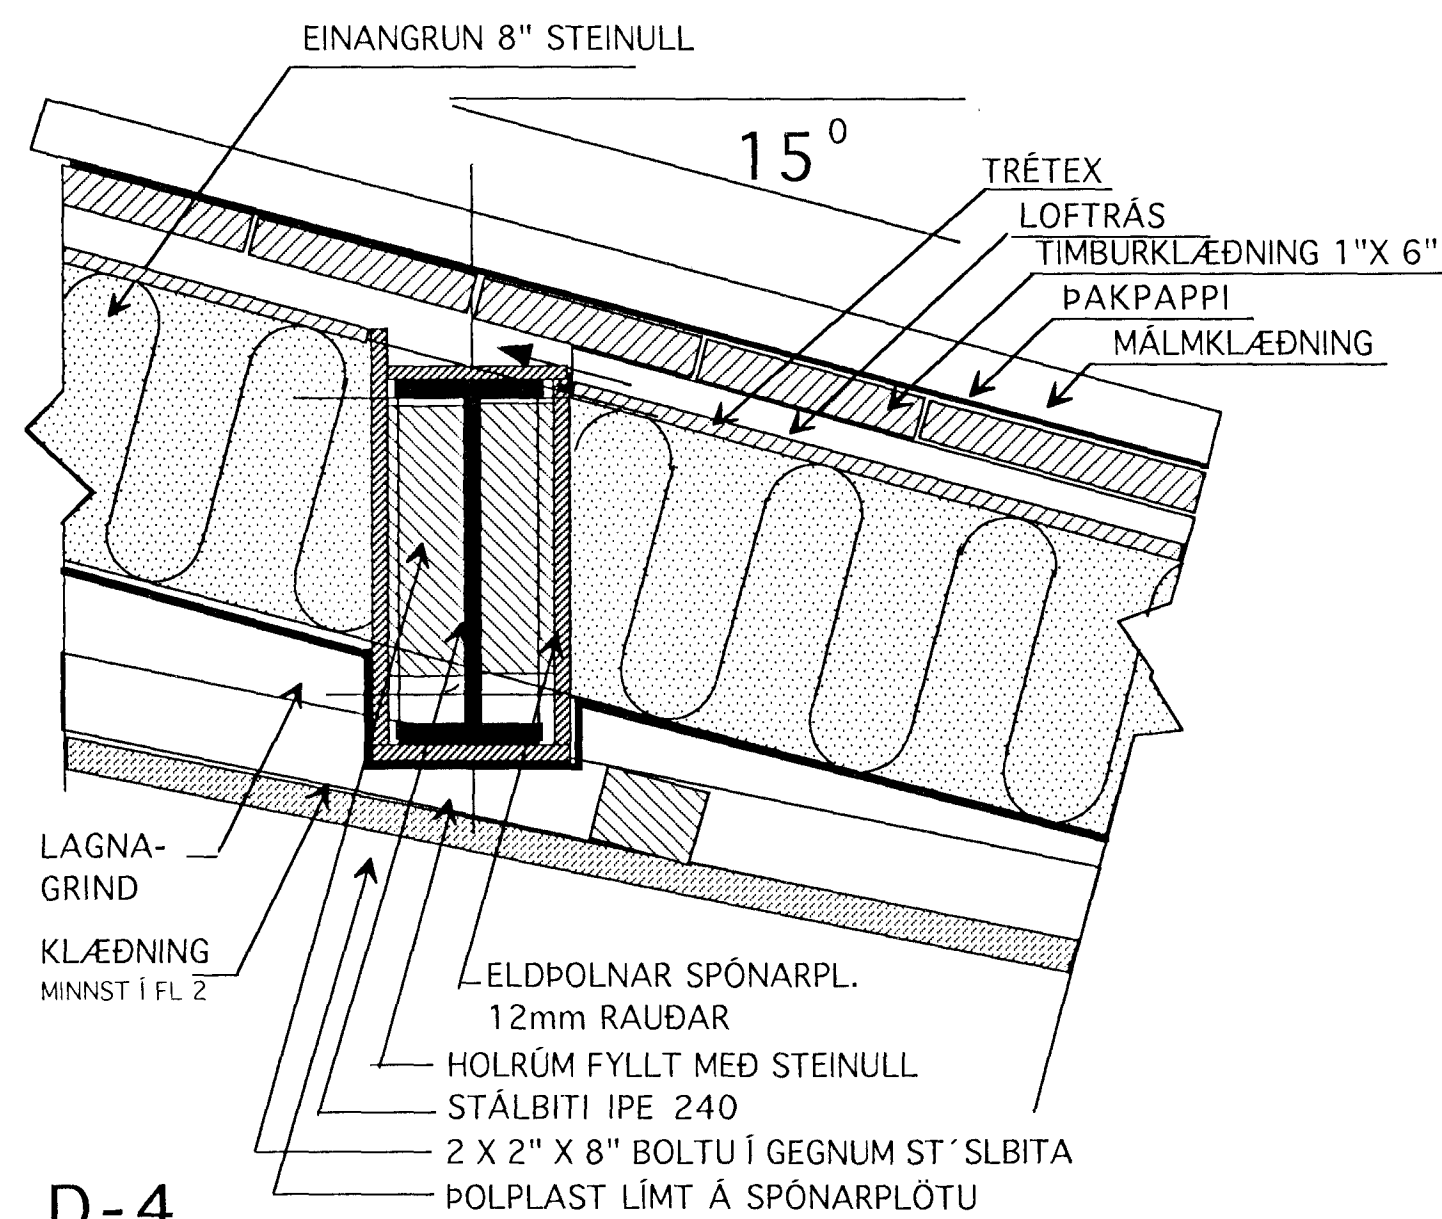 EINANGRUN 8" STEINULL
15°
TRÉTEX
LOFTRÁS
TIMBURKLÆÐNING 1"X 6"
ÞAKPAPPI
MÁLMKLÆÐNING
LAGNA-
GRIND
KLÆÐNING
MINNST Í FL 2
ELDÞOLNAR SPÓNARPL.
12mm RAUÐAR
HOLRÚM FYLLT MEÐ STEINULL
STÁLBITI IPE 240
2 X 2" X 8" BOLTU Í GEGNUM ST´SLBITA
ÞOLPLAST LÍMT Á SPÓNARPLÖTU
D-4